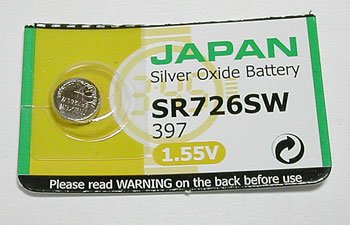 JAPAN
Silver Oxide Battery
SR726SW
397
1.55V
Please read WARNING on the back before use